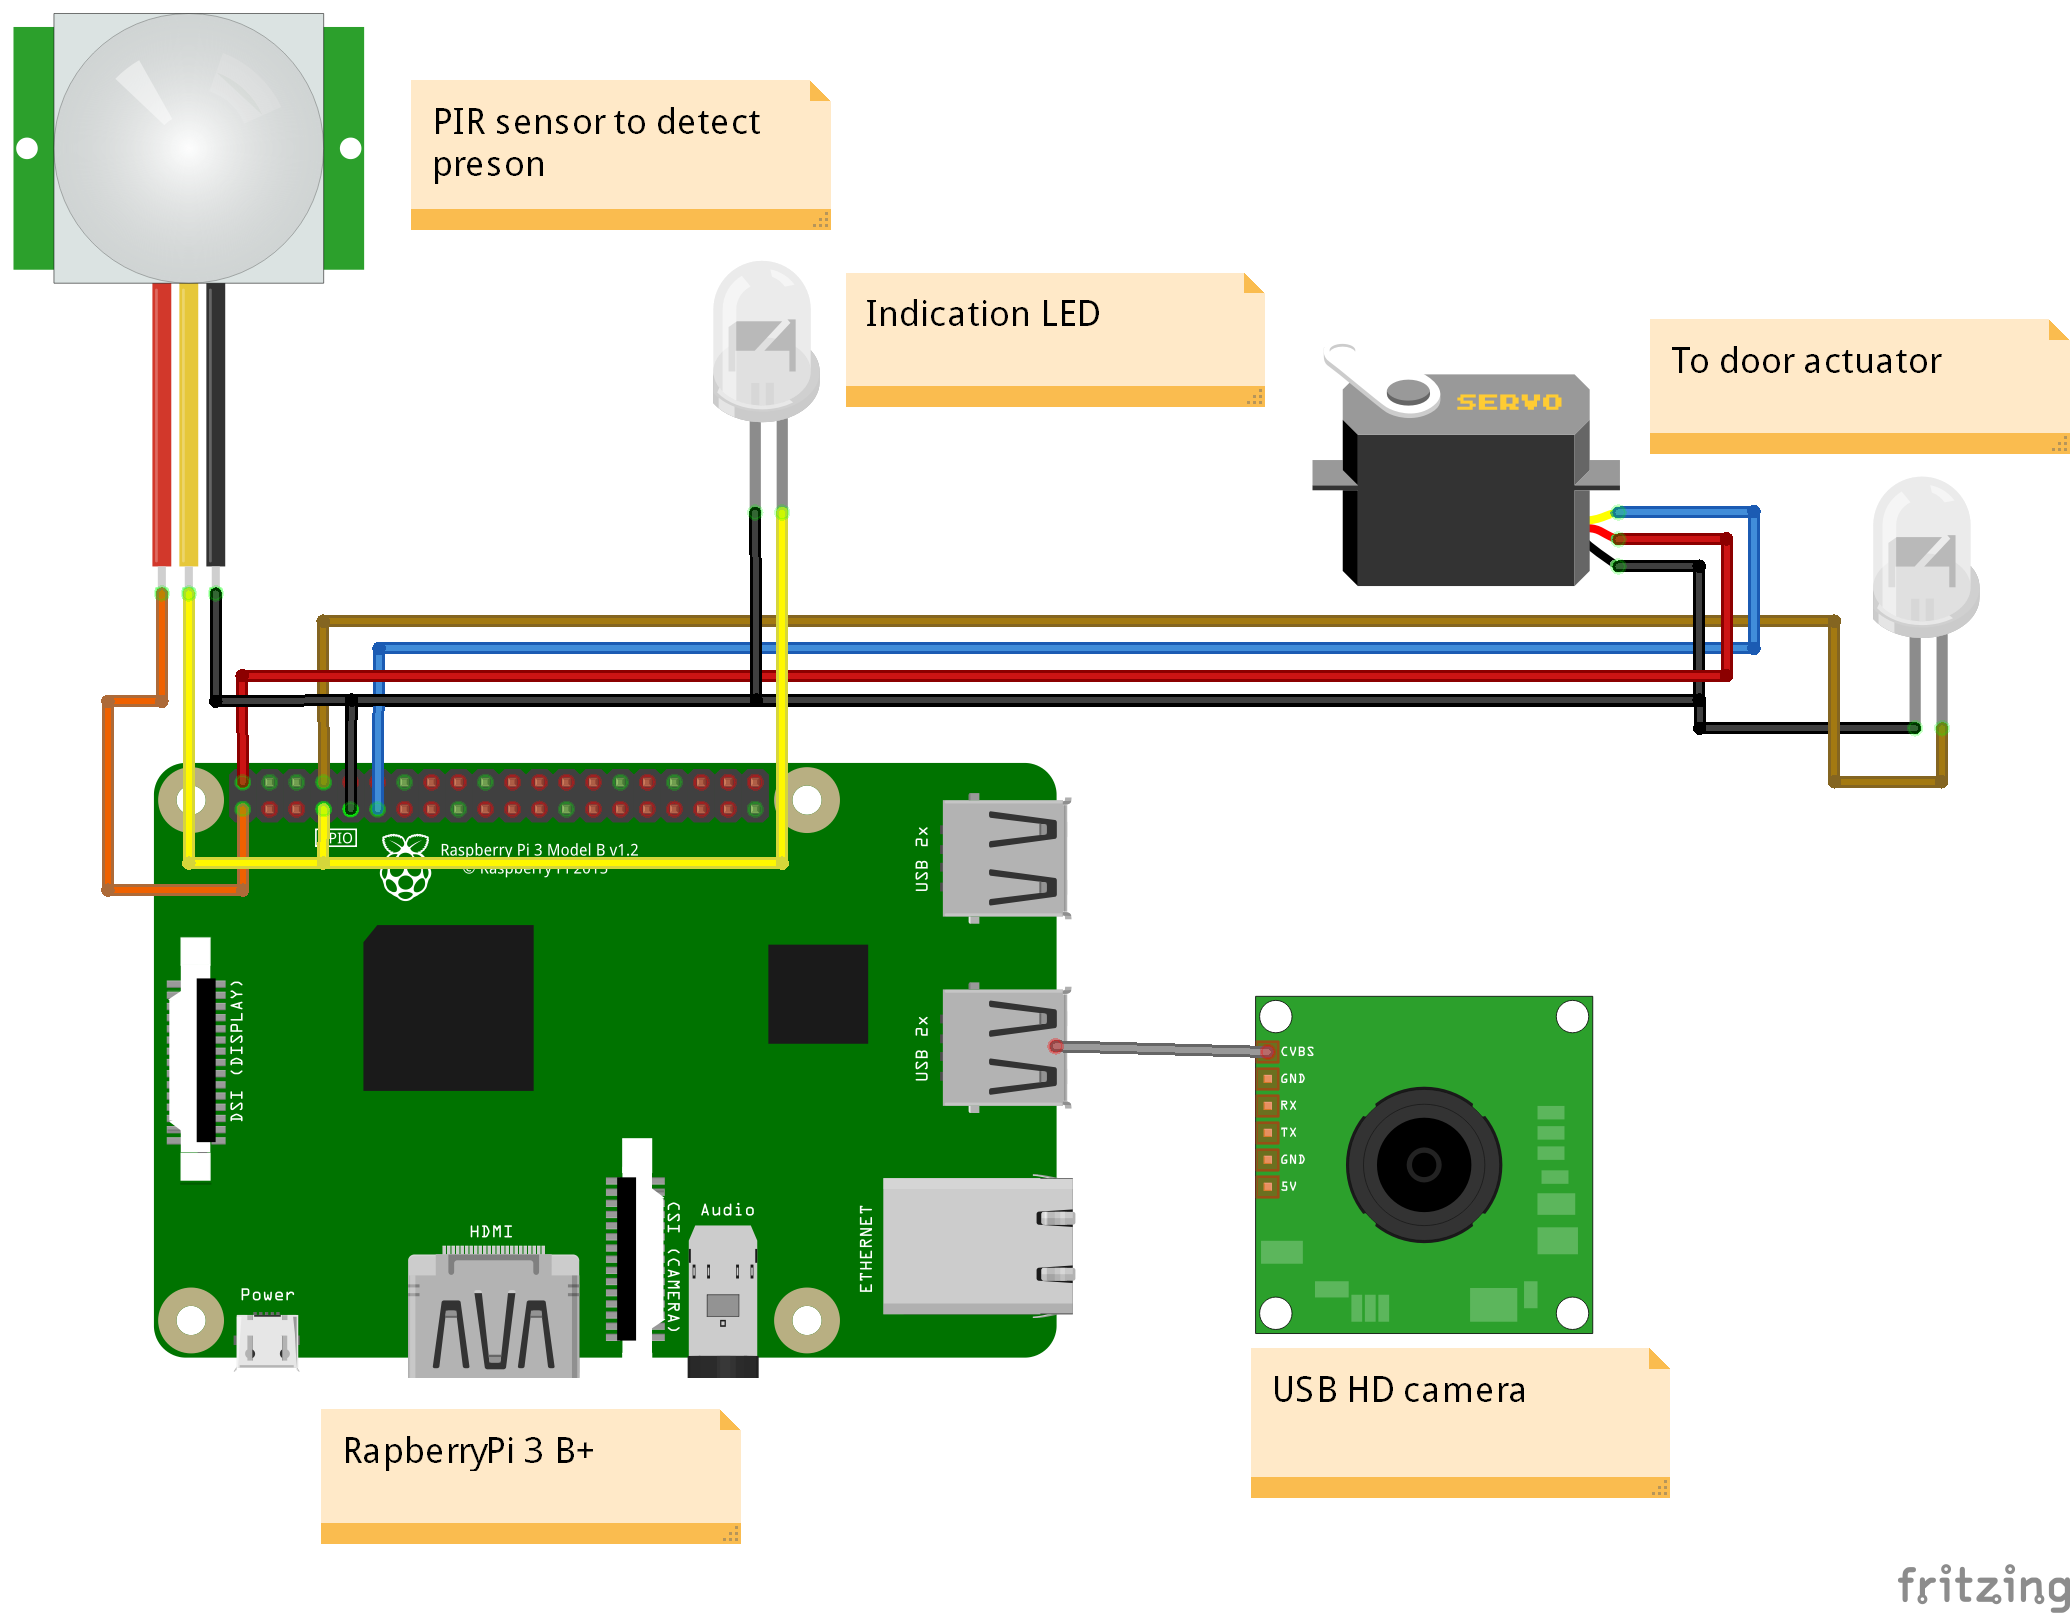 PIR sensor to detect
preson
Indication LED
To door actuator
SERVO
GPIO
Raspberry Pi 3 Model B v1.2
© Raspberry Pi 2015
USB 2x
USB 2x
DSI (DISPLAY)
CVBS
GND
RX
TX
GND
5V
Power
HDMI
CSI (CAMERA)
Audio
ETHERNET
RapberryPi 3 B+
USB HD camera
fritzing